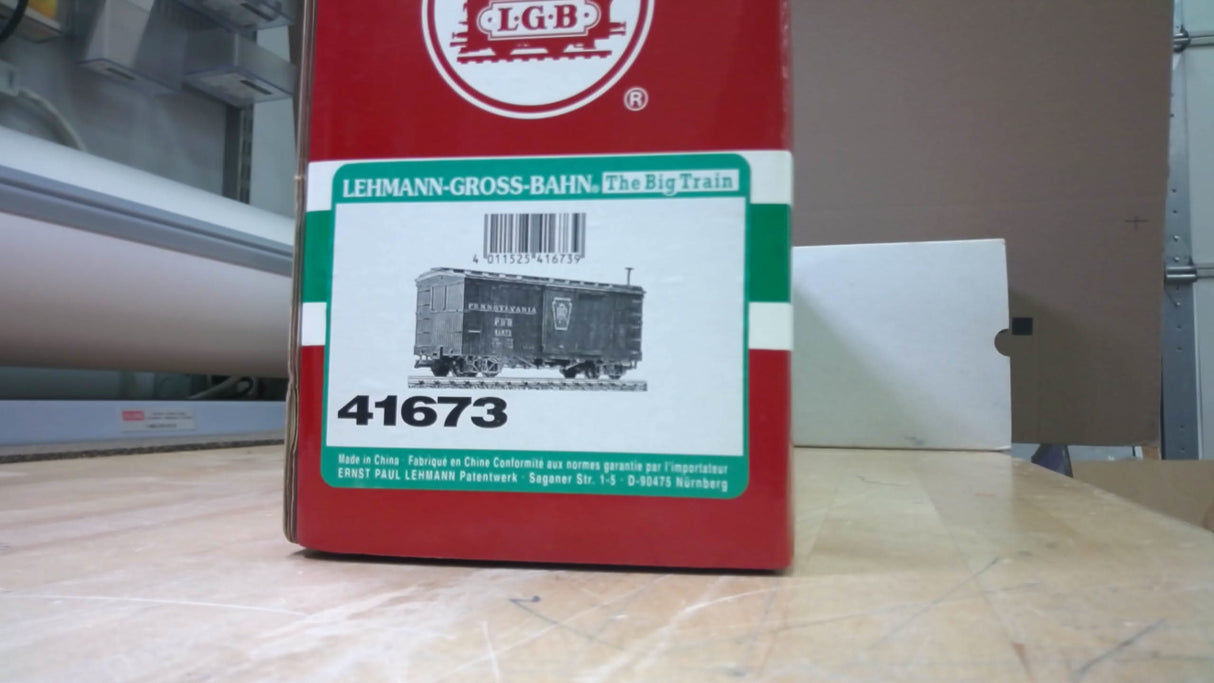 L·G·B
®
LEHMANN-GROSS-BAHN® The Big Train
4 011525 416739
PENNSYLVANIA
41673
Made in China · Fabriqué en Chine Conformité aux normes garantie par l'importateur
ERNST PAUL LEHMANN Patentwerk · Saganer Str. 1-5 · D-90475 Nürnberg